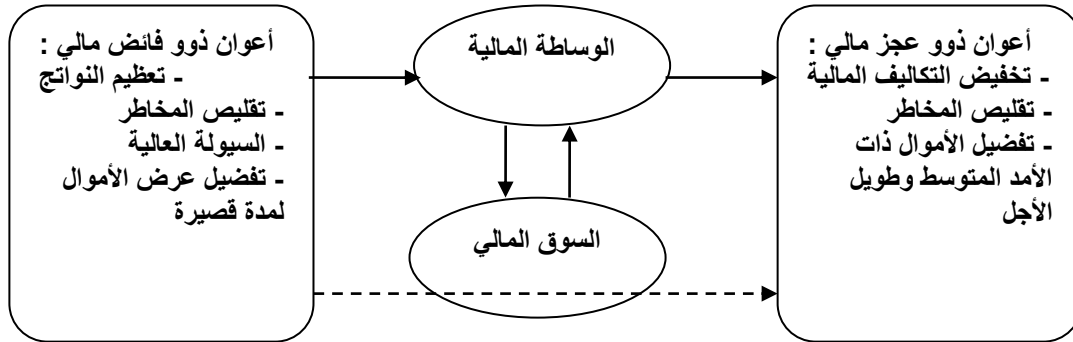 أعوان ذوو فائض مالي :
- تعظيم النواتج
- تقليص المخاطر
- السيولة العالية
- تفضيل عرض الأموال
لمدة قصيرة
الوساطة المالية
السوق المالي
أعوان ذوو عجز مالي :
- تخفيض التكاليف المالية
- تقليص المخاطر
- تفضيل الأموال ذات
الأمد المتوسط وطويل
الأجل